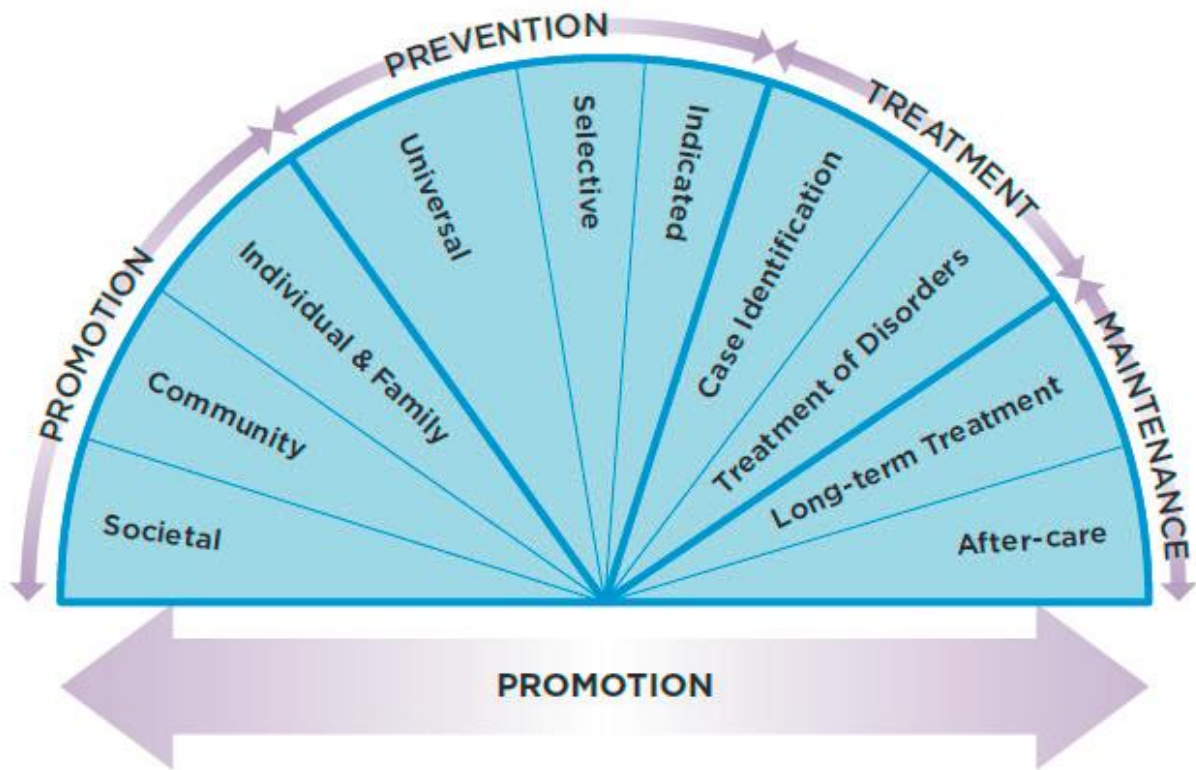 PROMOTION
PREVENTION
TREATMENT
MAINTENANCE
Societal
Community
Individual & Family
Universal
Selective
Indicated
Case Identification
Treatment of Disorders
Long-term Treatment
After-care
PROMOTION